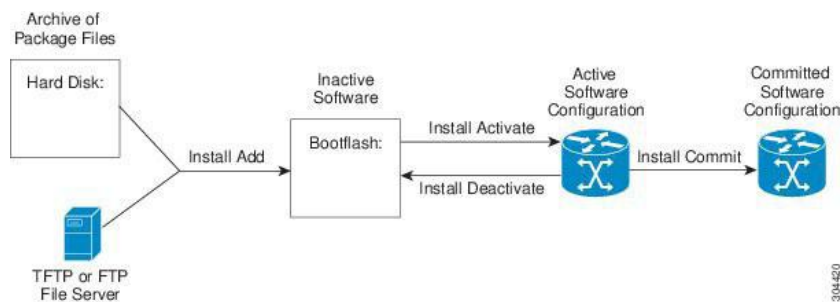 Archive of
Package Files
Hard Disk:
Inactive
Software
Bootflash:
Active
Software
Configuration
Committed
Software
Configuration
Install Add
Install Activate
Install Deactivate
Install Commit
TFTP or FTP
File Server